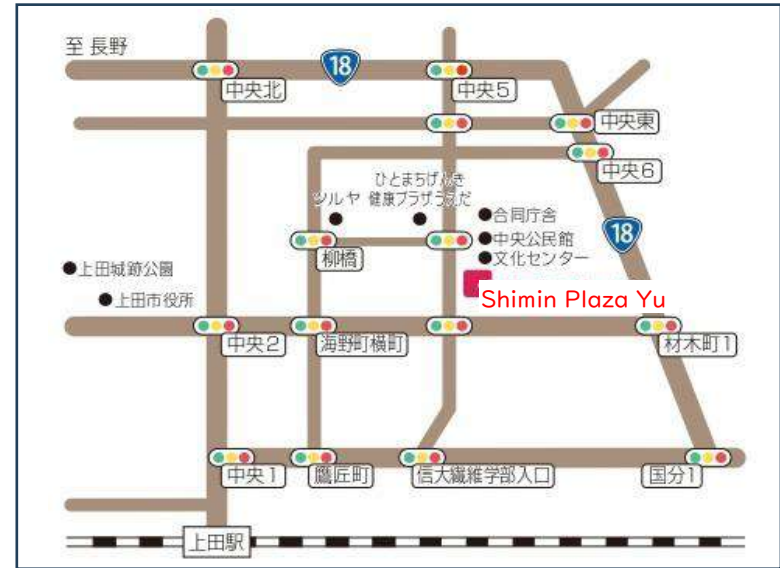 至 長野
18
中央北
中央5
中央東
中央6
ひとまちげんき
ツルヤ 健康プラザうえだ
合同庁舎
18
中央公民館
柳橋
文化センター
上田城跡公園
上田市役所
Shimin Plaza Yu
中央2
海野町横町
材木町1
中央1
鷹匠町
信大繊維学部入口
国分1
上田駅